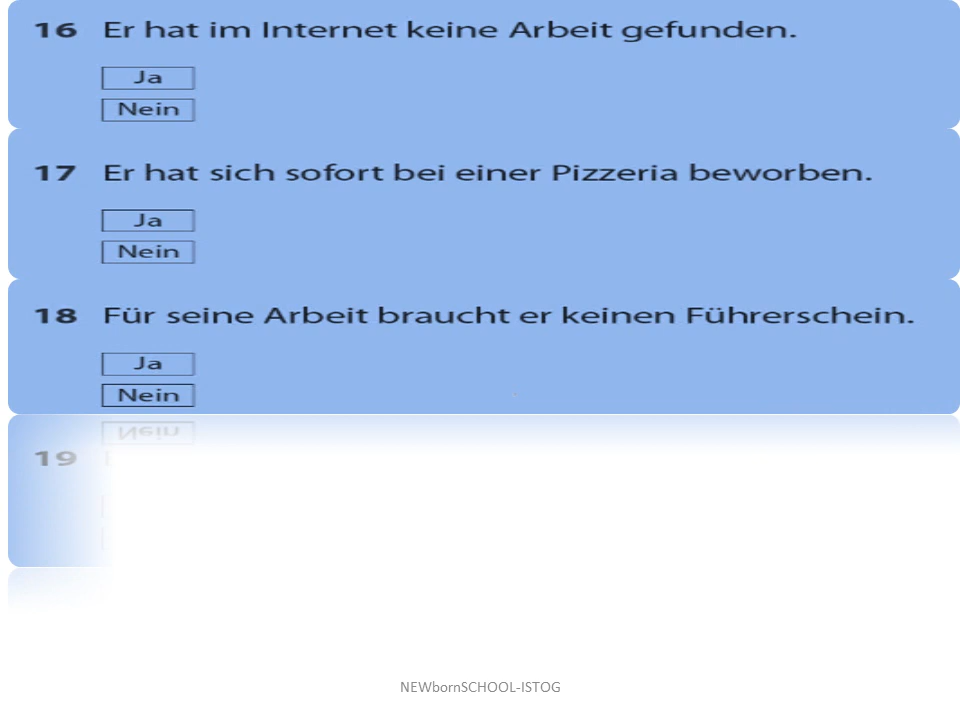 16 Er hat im Internet keine Arbeit gefunden.
Ja
Nein
17 Er hat sich sofort bei einer Pizzeria beworben.
Ja
Nein
18 Für seine Arbeit braucht er keinen Führerschein.
Ja
Nein
19
NEWbornSCHOOL-ISTOG